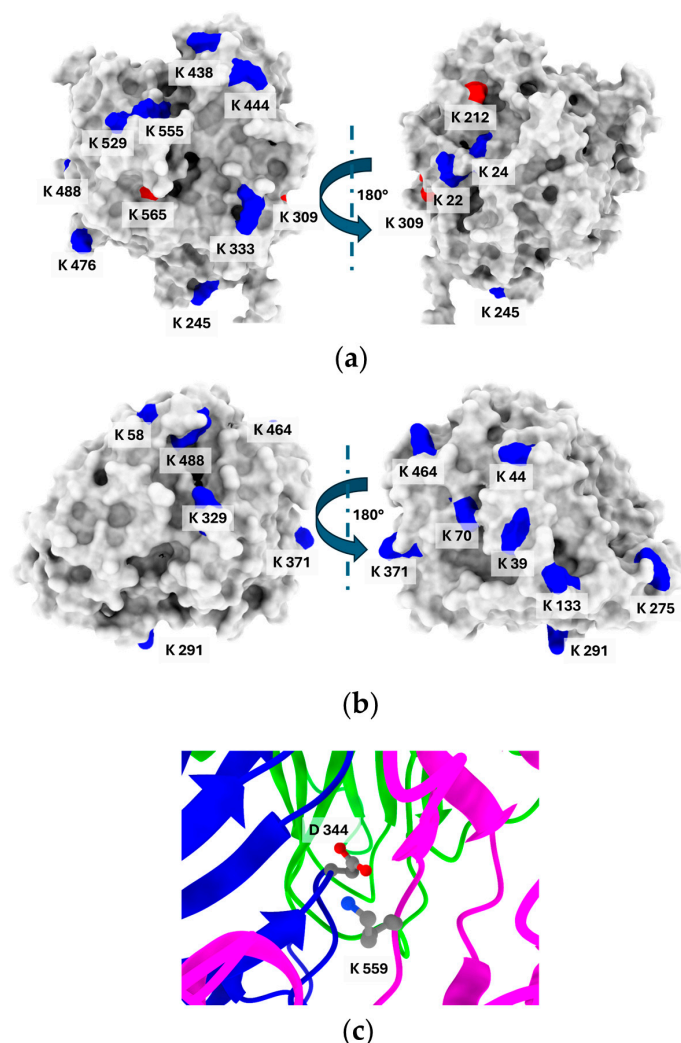 K 438
K 444
K 529
K 555
K 488
K 565
K 309
K 333
K 476
K 245
180°
K 212
K 24
K 22
K 309
K 245
(a)
K 58
K 464
K 488
K 329
K 371
K 291
180°
K 464
K 44
K 70
K 39
K 371
K 133
K 275
K 291
(b)
D 344
K 559
(c)